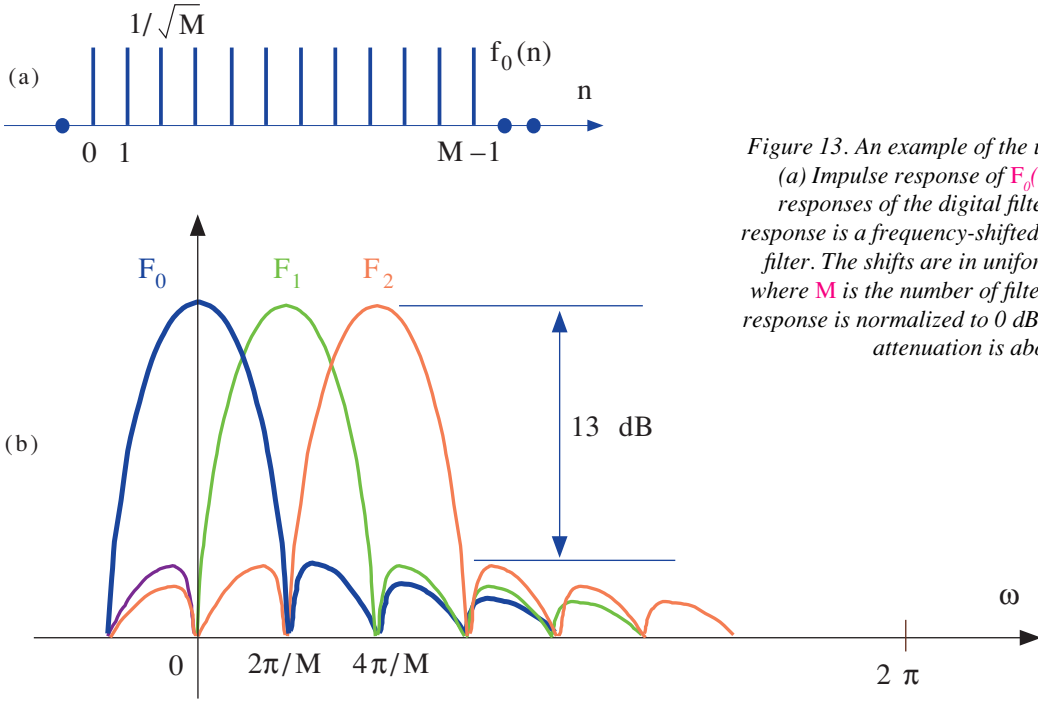 1/√M
(a)
f₀(n)
n
0 1 M–1
Figure 13. An example of the
(a) Impulse response of F₀(
responses of the digital filte
response is a frequency-shifted
filter. The shifts are in unifor
where M is the number of filte
response is normalized to 0 dB
attenuation is abo
F₀ F₁ F₂
13 dB
(b)
ω
0 2π/M 4π/M 2 π